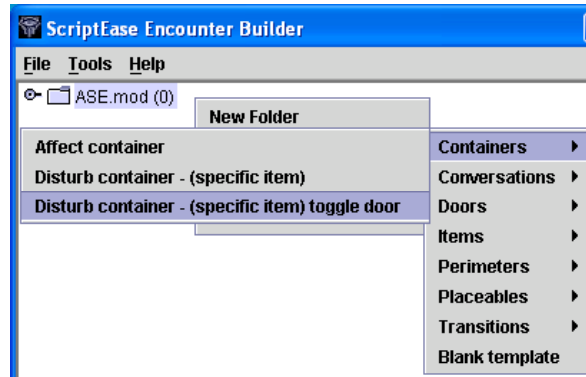 ScriptEase Encounter Builder
File Tools Help
ASE.mod (0)
New Folder
Affect container
Disturb container - (specific item)
Disturb container - (specific item) toggle door
Containers
Conversations
Doors
Items
Perimeters
Placeables
Transitions
Blank template